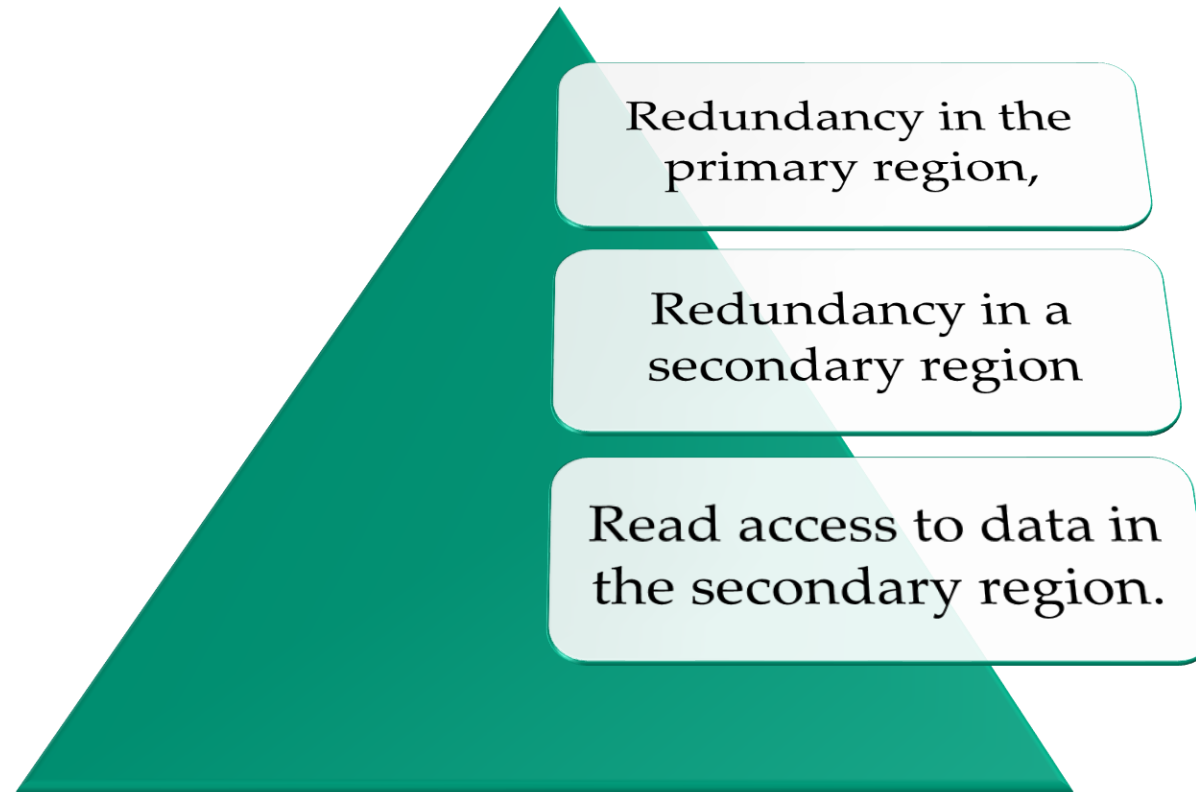 Redundancy in the
primary region,
Redundancy in a
secondary region
Read access to data in
the secondary region.